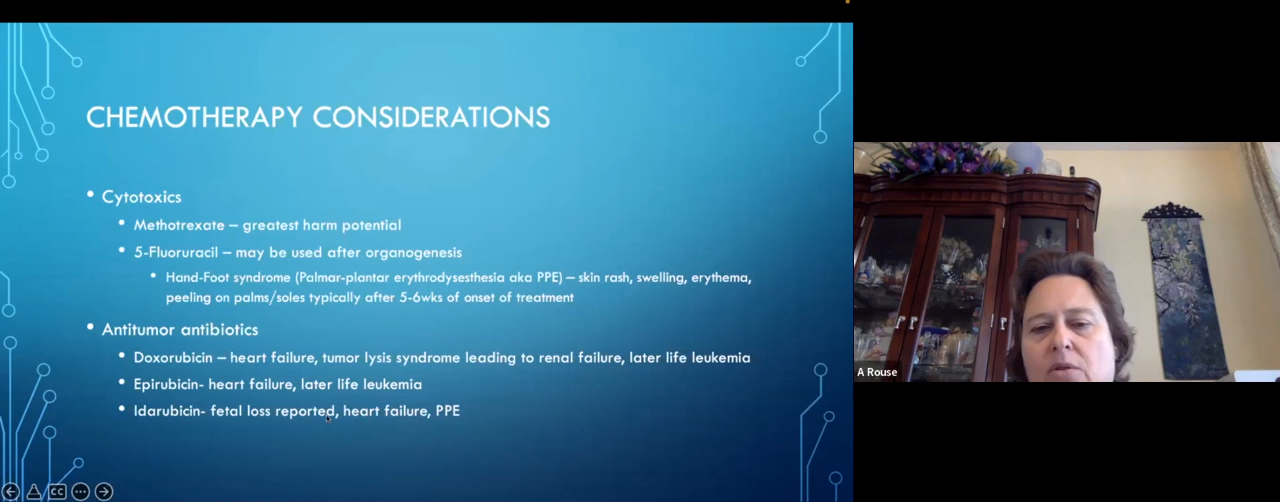 CHEMOTHERAPY CONSIDERATIONS
• Cytotoxics
• Methotrexate – greatest harm potential
• 5-Fluoruracil – may be used after organogenesis
• Hand-Foot syndrome (Palmar-plantar erythrodysesthesia aka PPE) – skin rash, swelling, erythema,
peeling on palms/soles typically after 5-6wks of onset of treatment
• Antitumor antibiotics
• Doxorubicin – heart failure, tumor lysis syndrome leading to renal failure, later life leukemia
• Epirubicin- heart failure, later life leukemia
• Idarubicin- fetal loss reported, heart failure, PPE
CC
A Rouse